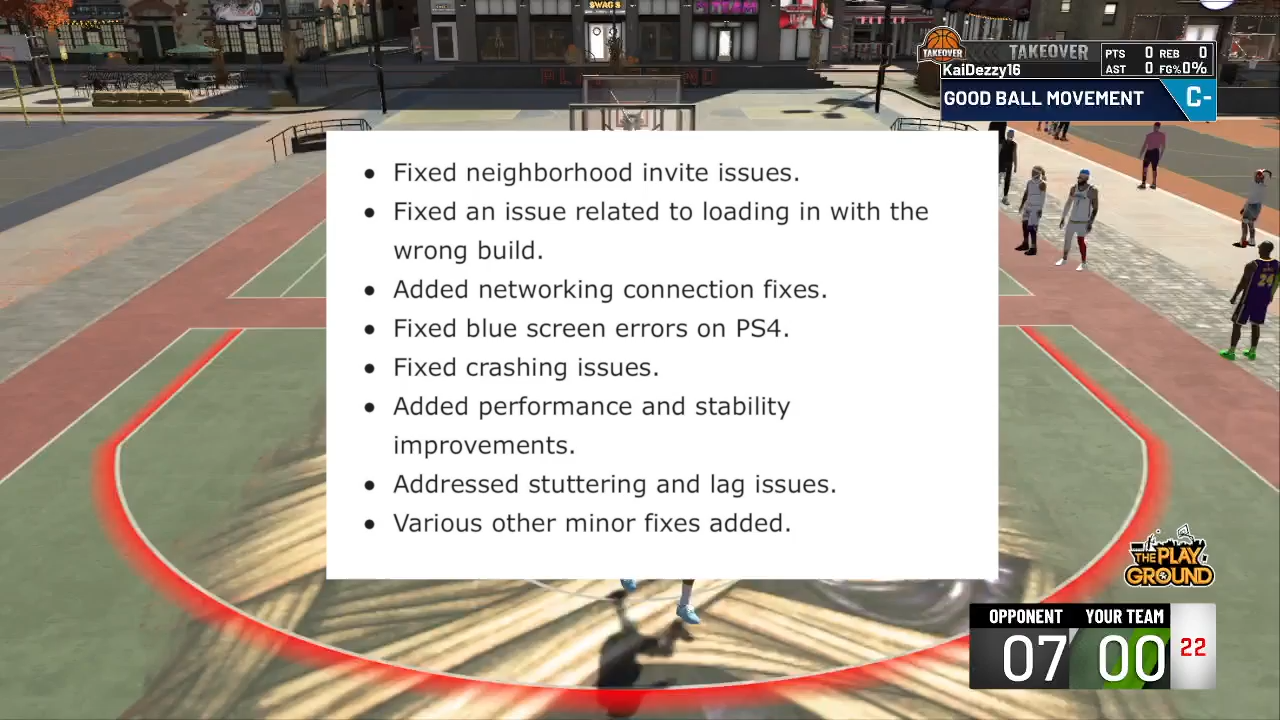 SWAGS
TAKEOVER
TAKEOVER
PTS 0 REB 0
AST 0 FG% 0%
KaiDezzy16
GOOD BALL MOVEMENT C-
• Fixed neighborhood invite issues.
• Fixed an issue related to loading in with the
wrong build.
• Added networking connection fixes.
• Fixed blue screen errors on PS4.
• Fixed crashing issues.
• Added performance and stability
improvements.
• Addressed stuttering and lag issues.
• Various other minor fixes added.
24
THE PLAY
GROUND
OPPONENT YOUR TEAM
07 00 22